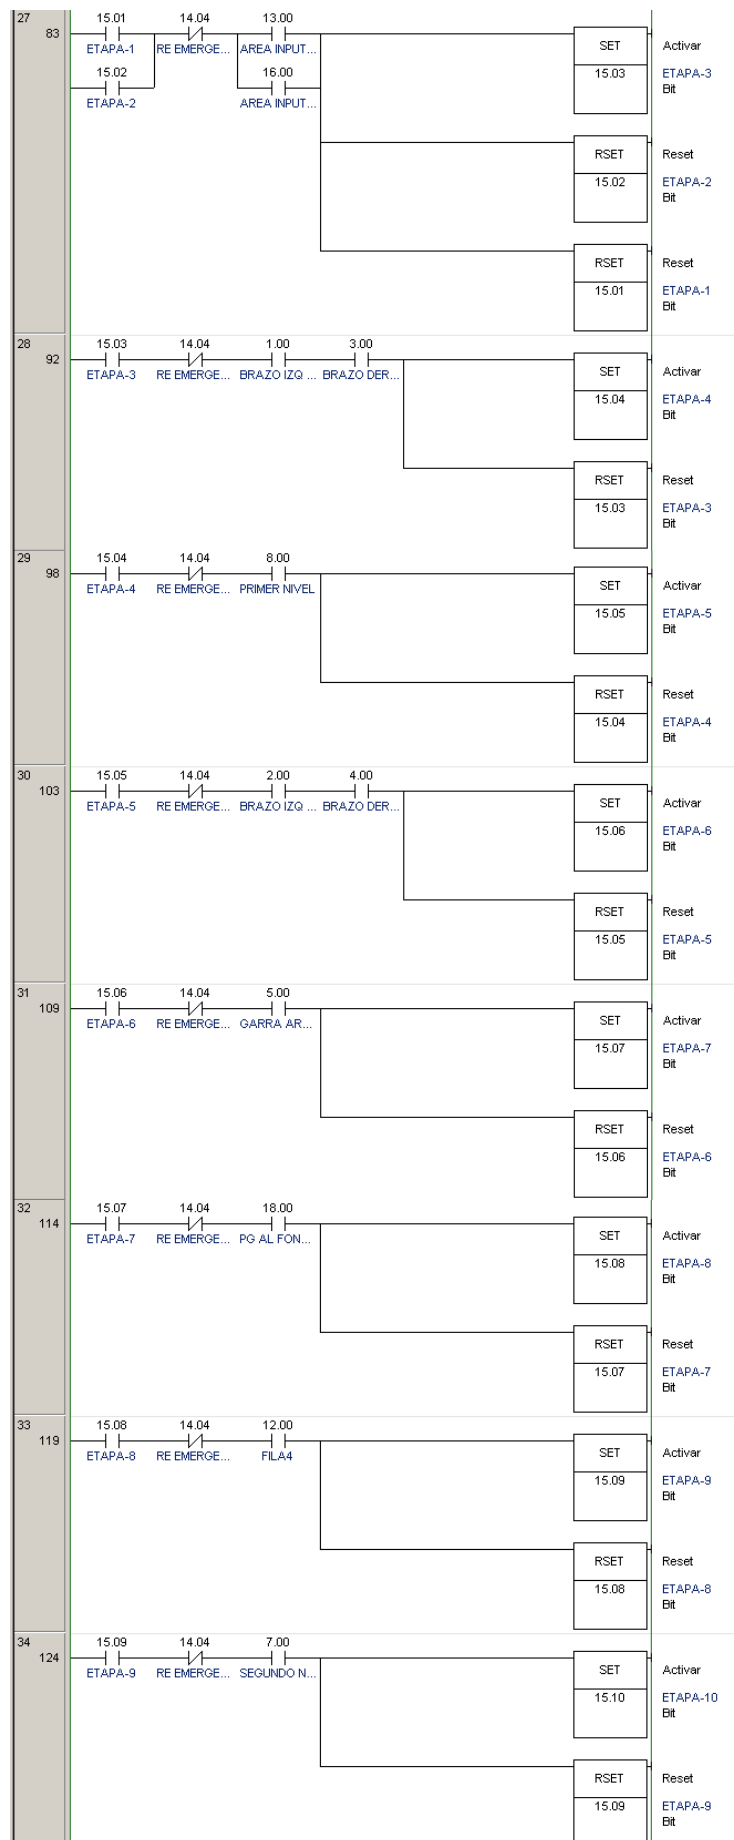 27
83
15.01 14.04 13.00
ETAPA-1 RE EMERGE... AREA INPUT...
15.02 16.00
ETAPA-2 AREA INPUT...
SET Activar
15.03 ETAPA-3
Bit
RSET Reset
15.02 ETAPA-2
Bit
RSET Reset
15.01 ETAPA-1
Bit
28
92
15.03 14.04 1.00 3.00
ETAPA-3 RE EMERGE... BRAZO IZQ ... BRAZO DER...
SET Activar
15.04 ETAPA-4
Bit
RSET Reset
15.03 ETAPA-3
Bit
29
98
15.04 14.04 8.00
ETAPA-4 RE EMERGE... PRIMER NIVEL
SET Activar
15.05 ETAPA-5
Bit
RSET Reset
15.04 ETAPA-4
Bit
30
103
15.05 14.04 2.00 4.00
ETAPA-5 RE EMERGE... BRAZO IZQ ... BRAZO DER...
SET Activar
15.06 ETAPA-6
Bit
RSET Reset
15.05 ETAPA-5
Bit
31
109
15.06 14.04 5.00
ETAPA-6 RE EMERGE... GARRA AR...
SET Activar
15.07 ETAPA-7
Bit
RSET Reset
15.06 ETAPA-6
Bit
32
114
15.07 14.04 18.00
ETAPA-7 RE EMERGE... PG AL FON...
SET Activar
15.08 ETAPA-8
Bit
RSET Reset
15.07 ETAPA-7
Bit
33
119
15.08 14.04 12.00
ETAPA-8 RE EMERGE... FILA4
SET Activar
15.09 ETAPA-9
Bit
RSET Reset
15.08 ETAPA-8
Bit
34
124
15.09 14.04 7.00
ETAPA-9 RE EMERGE... SEGUNDO N...
SET Activar
15.10 ETAPA-10
Bit
RSET Reset
15.09 ETAPA-9
Bit